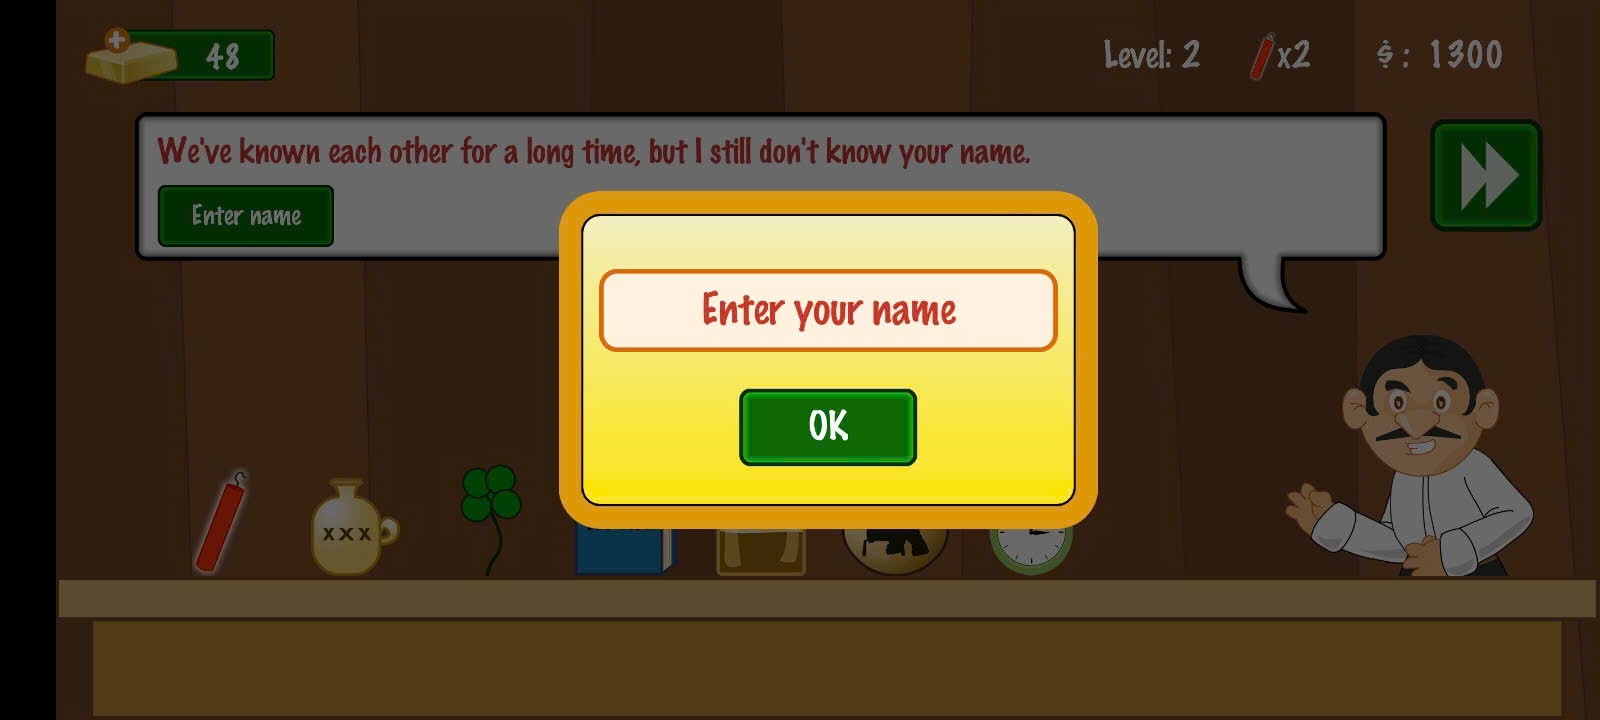 48
Level: 2
x2
$ : 1300
We've known each other for a long time, but I still don't know your name.
Enter name
Enter your name
OK
xxx